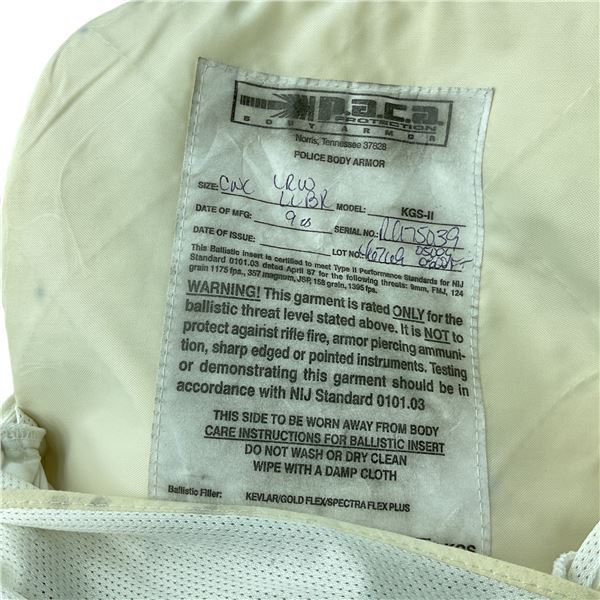 p.a.c.a.
PROTECTION
BODY ARMOR
Norris, Tennessee 37828
POLICE BODY ARMOR
SIZE: CWC
MODEL: KGS-II
DATE OF MFG:
SERIAL NO.:
DATE OF ISSUE:
LOT NO.:
This Ballistic Insert is certified to meet Type II Performance Standards for NIJ
Standard 0101.03 dated April 87 for the following threats: 9mm, FMJ, 124
grain 1175 fps, 357 magnum, JSP, 158 grain, 1395 fps.
WARNING! This garment is rated ONLY for the
ballistic threat level stated above. It is NOT to
protect against rifle fire, armor piercing ammuni-
tion, sharp edged or pointed instruments. Testing
or demonstrating this garment should be in
accordance with NIJ Standard 0101.03
THIS SIDE TO BE WORN AWAY FROM BODY
CARE INSTRUCTIONS FOR BALLISTIC INSERT
DO NOT WASH OR DRY CLEAN
WIPE WITH A DAMP CLOTH
Ballistic Filler: KEVLAR/GOLD FLEX/SPECTRA FLEX PLUS